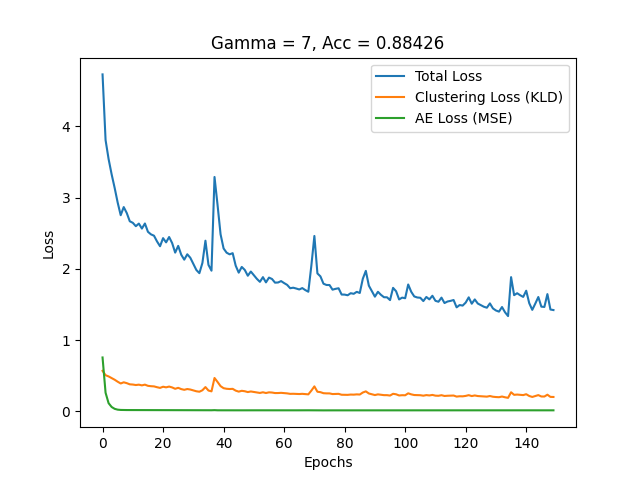 Gamma = 7, Acc = 0.88426
Total Loss
Clustering Loss (KLD)
AE Loss (MSE)
Loss
4
3
2
1
0
0 20 40 60 80 100 120 140
Epochs